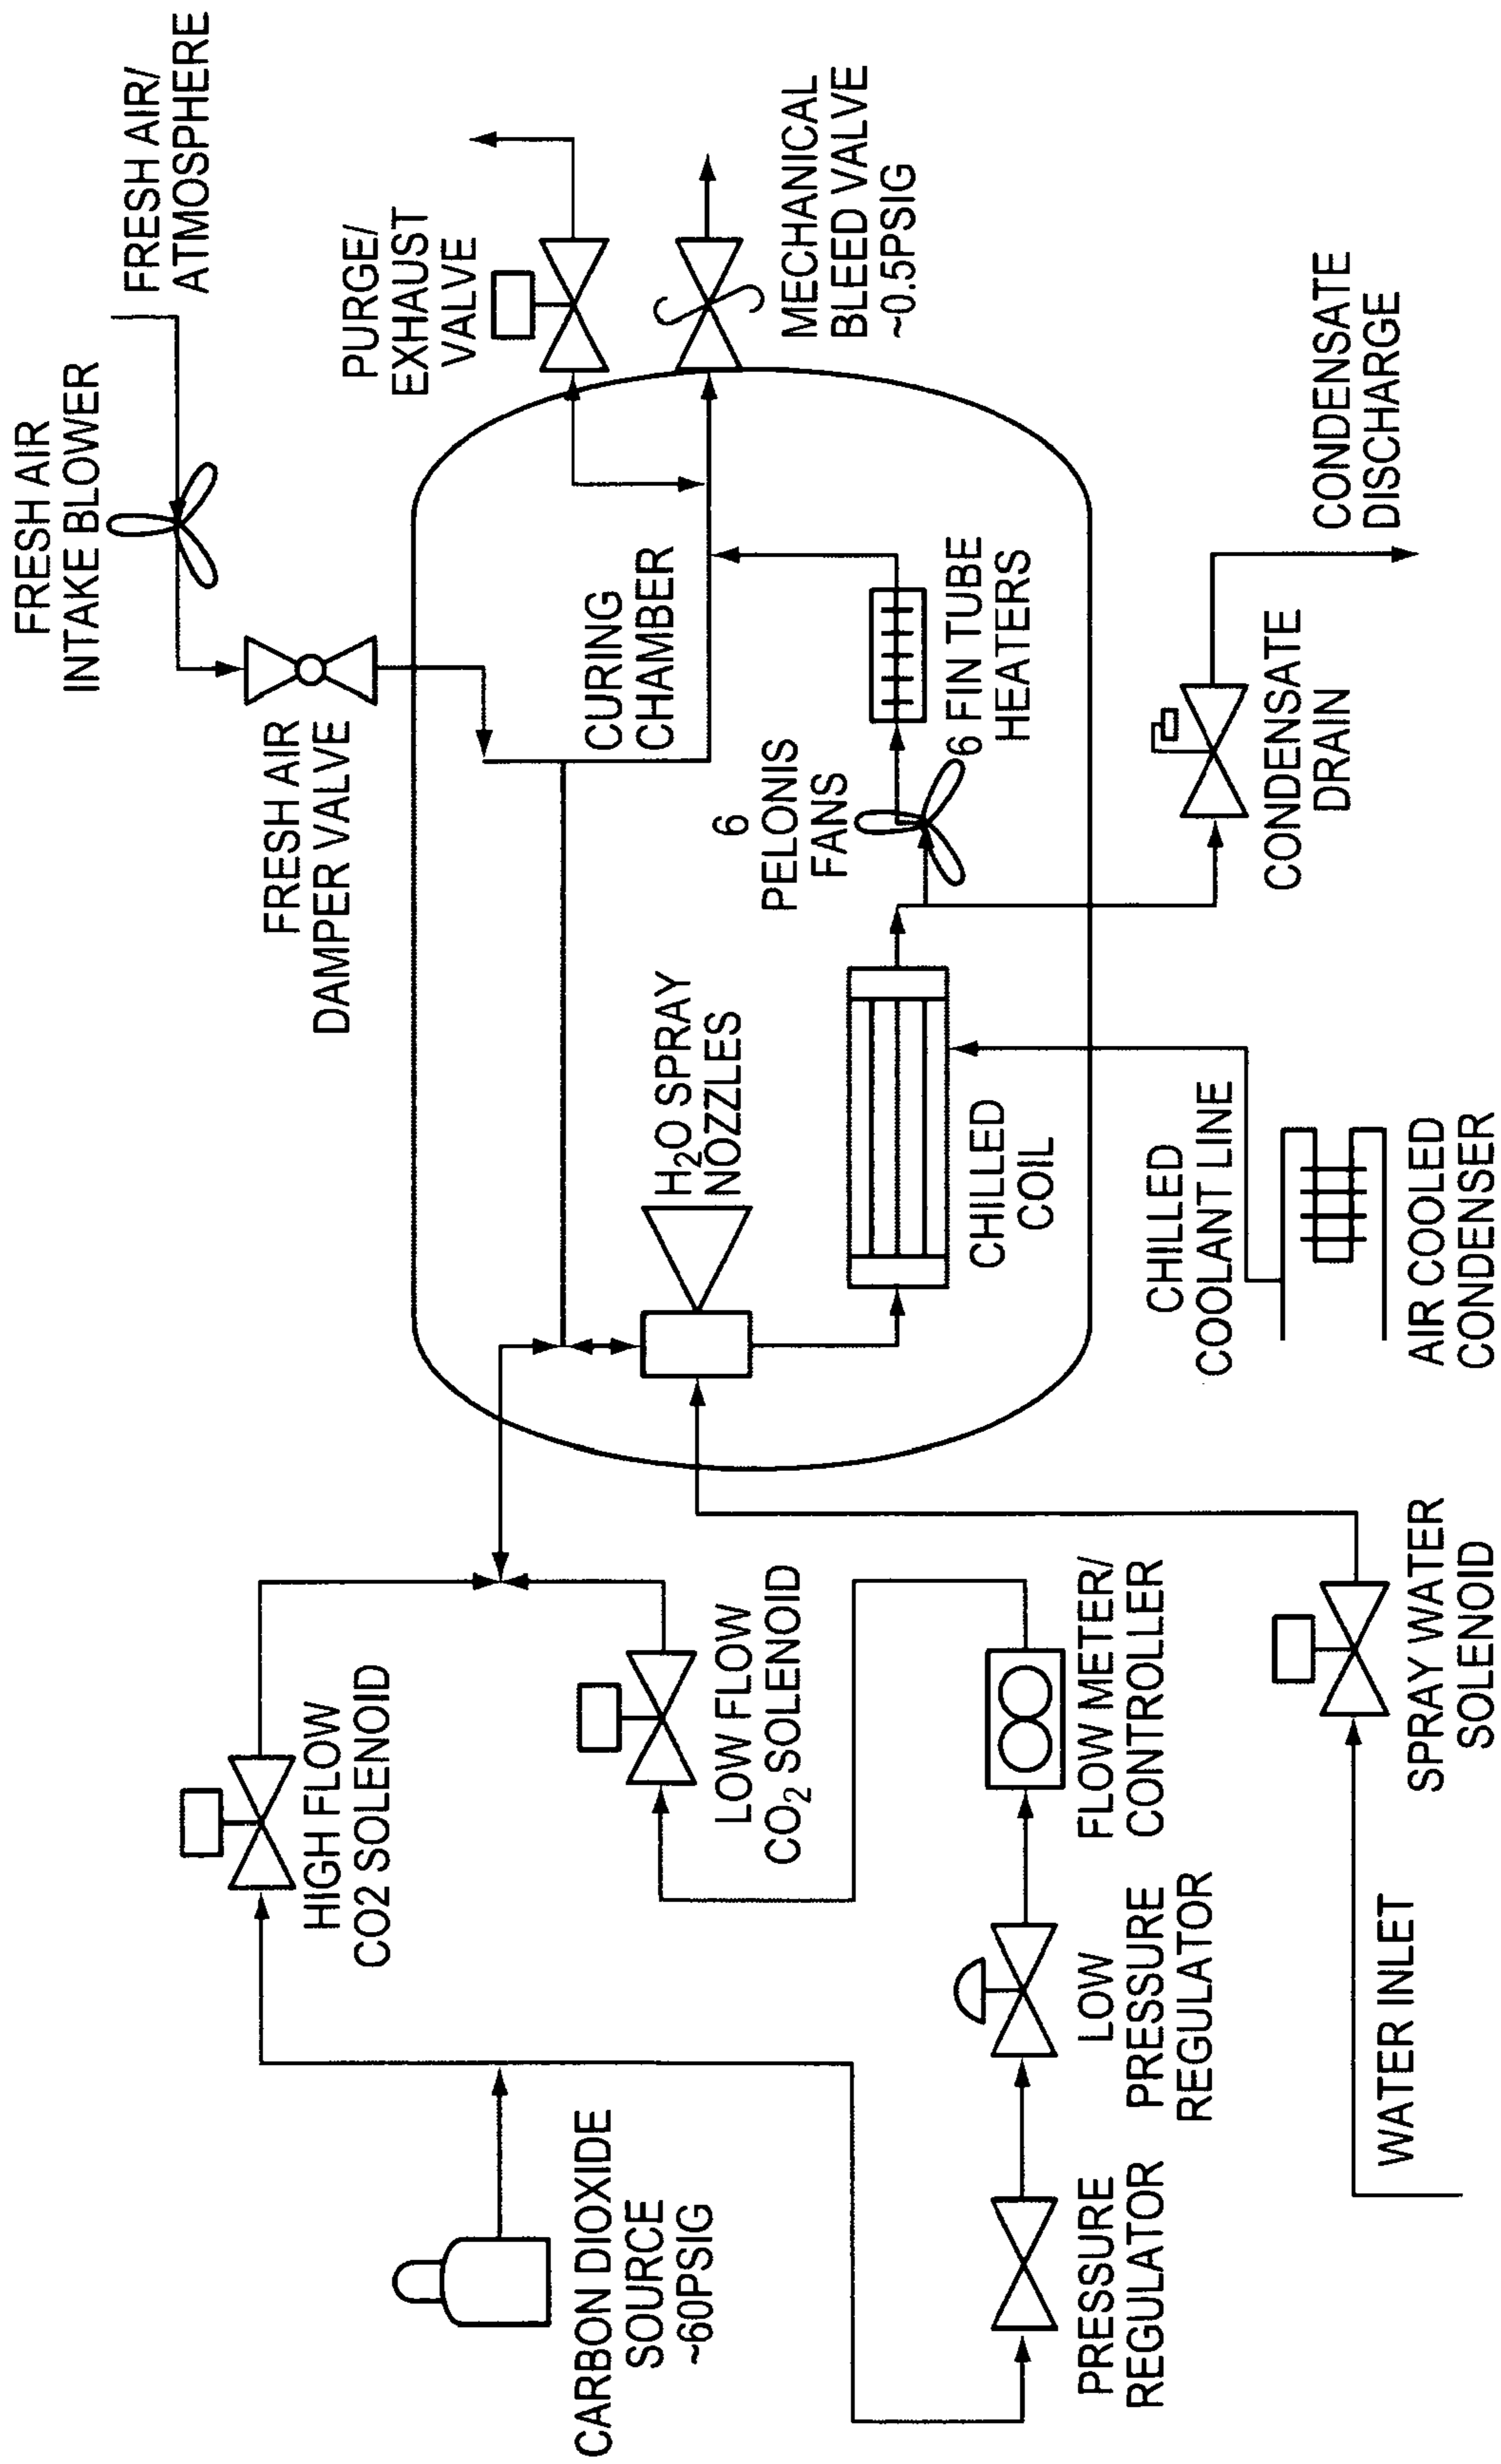 FRESH AIR/
ATMOSPHERE
FRESH AIR
INTAKE BLOWER
PURGE/
EXHAUST
VALVE
FRESH AIR
DAMPER VALVE
MECHANICAL
BLEED VALVE
~0.5PSIG
CURING
CHAMBER
6
PELONIS
FANS
6 FIN TUBE
HEATERS
CONDENSATE
DISCHARGE
CONDENSATE
DRAIN
H2O SPRAY
NOZZLES
CHILLED
COIL
CHILLED
COOLANT LINE
AIR COOLED
CONDENSER
HIGH FLOW
CO2 SOLENOID
LOW FLOW
CO2 SOLENOID
FLOW METER/
CONTROLLER
SPRAY WATER
SOLENOID
CARBON DIOXIDE
SOURCE
~60PSIG
PRESSURE
REGULATOR
LOW
PRESSURE
REGULATOR
WATER INLET